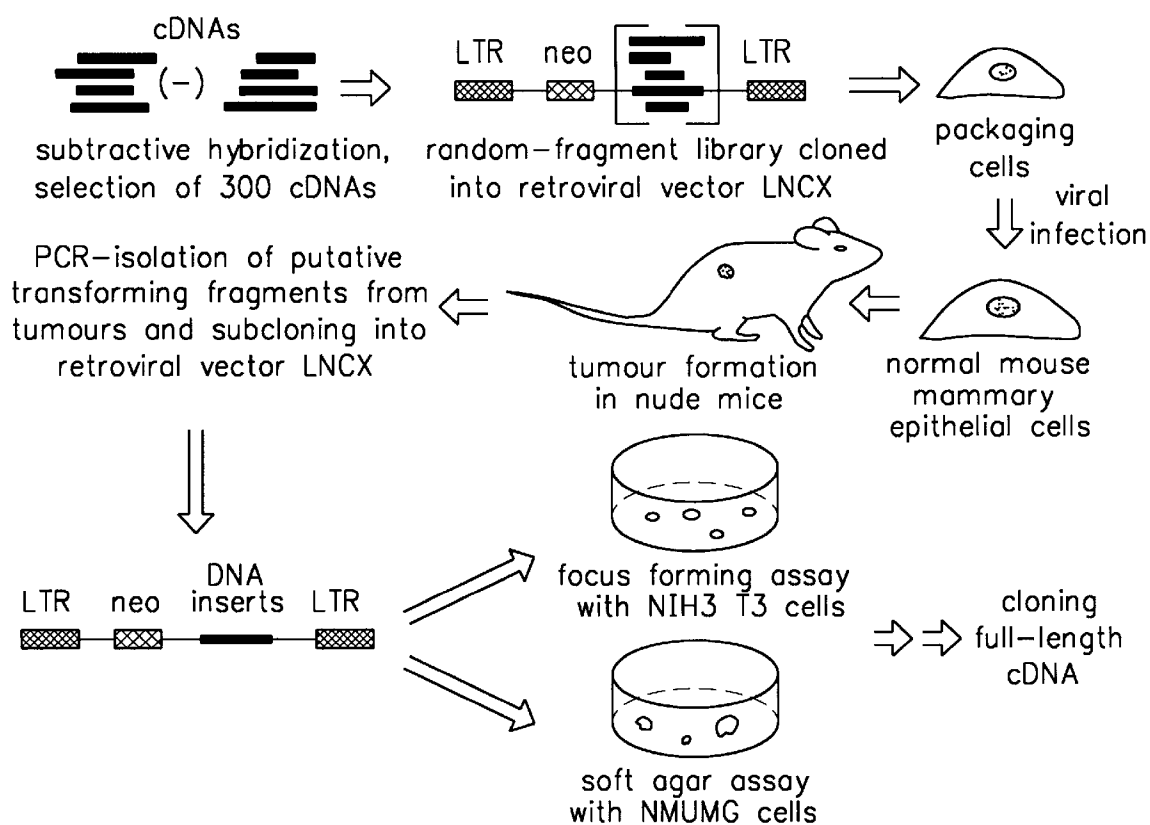 cDNAs
(-)
subtractive hybridization,
selection of 300 cDNAs
LTR neo LTR
random-fragment library cloned
into retroviral vector LNCX
packaging
cells
viral
infection
normal mouse
mammary
epithelial cells
tumour formation
in nude mice
PCR-isolation of putative
transforming fragments from
tumours and subcloning into
retroviral vector LNCX
LTR neo DNA inserts LTR
focus forming assay
with NIH3 T3 cells
soft agar assay
with NMUMG cells
cloning
full-length
cDNA